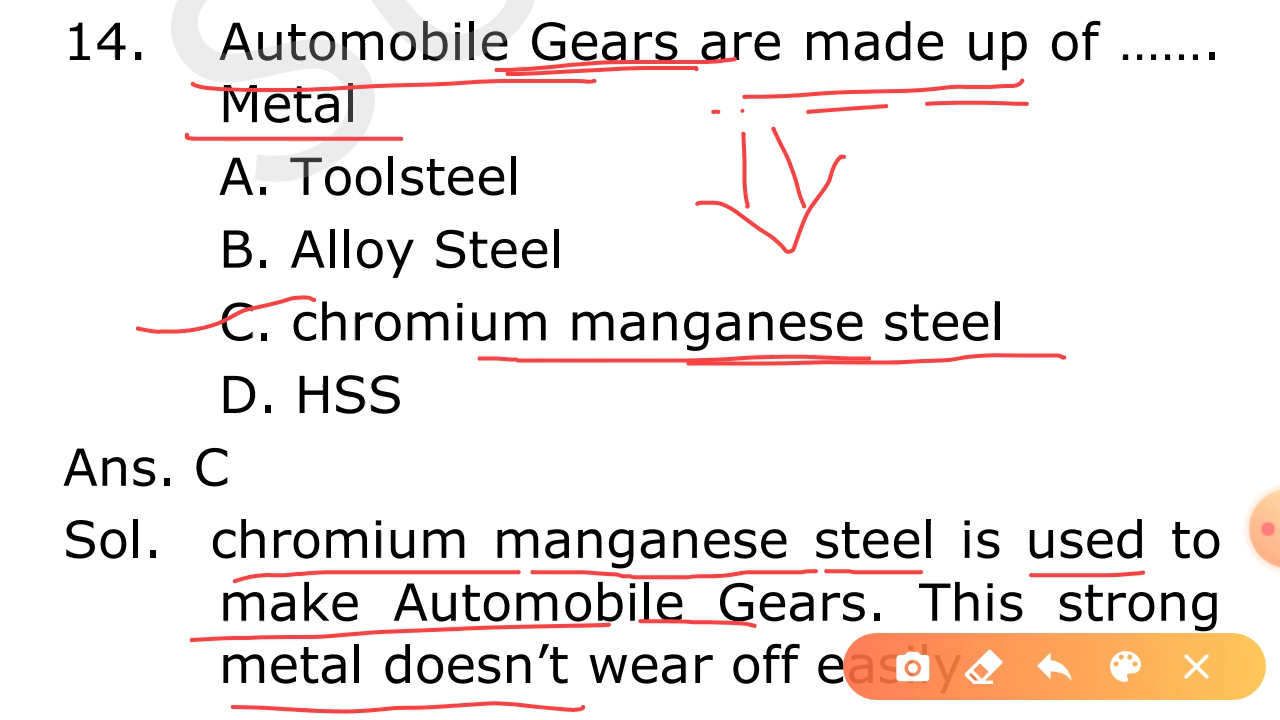 14. Automobile Gears are made up of .......
Metal
A. Toolsteel
B. Alloy Steel
C. chromium manganese steel
D. HSS
Ans. C
Sol. chromium manganese steel is used to
make Automobile Gears. This strong
metal doesn’t wear off easily